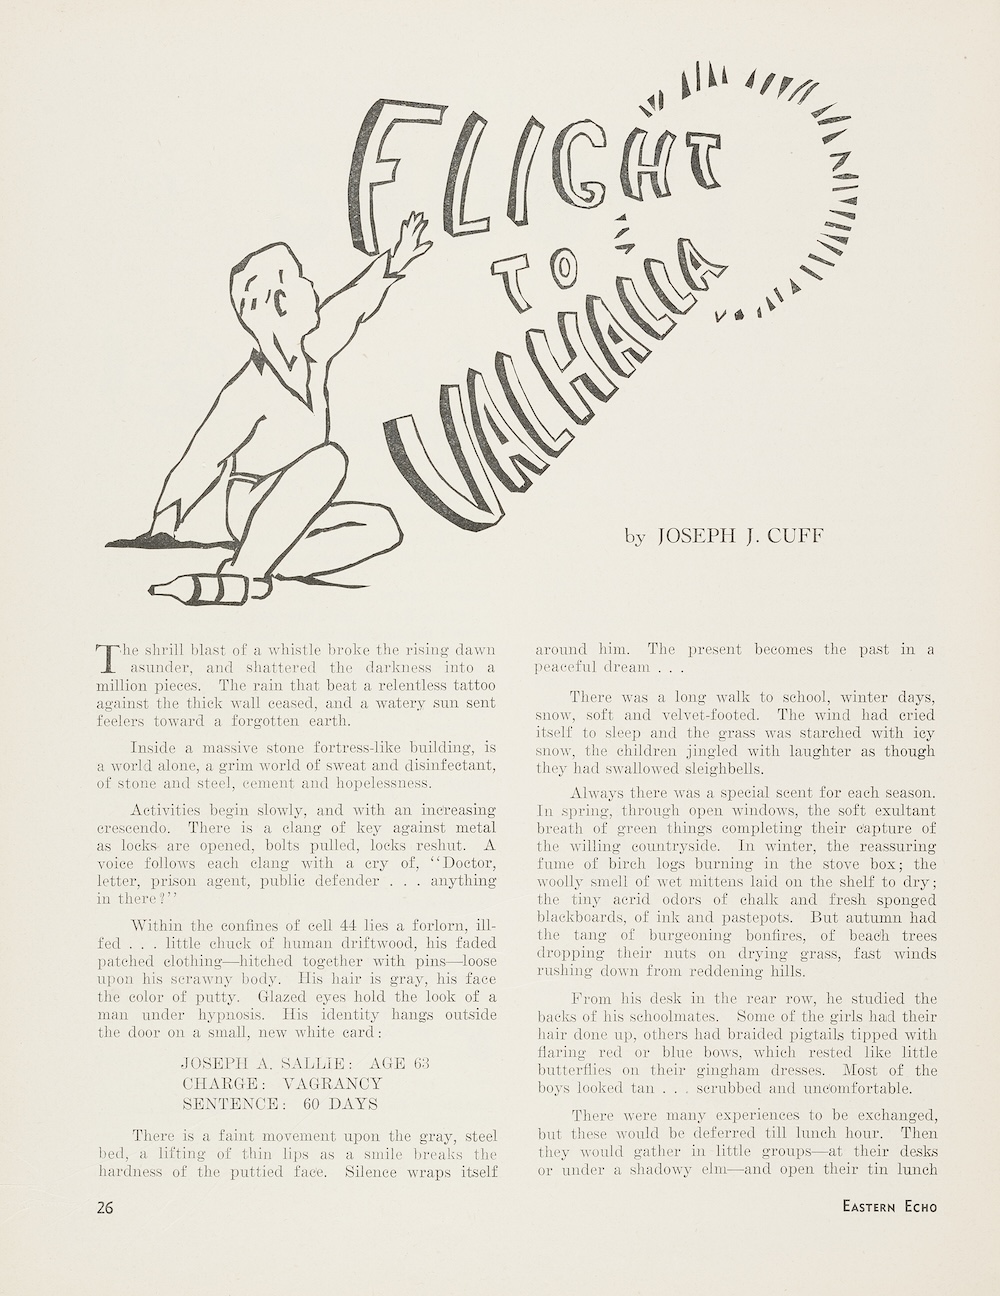 FLIGHT
TO
VALHALLA
by JOSEPH J. CUFF
The shrill blast of a whistle broke the rising dawn
asunder, and shattered the darkness into a
million pieces. The rain that beat a relentless tattoo
against the thick wall ceased, and a watery sun sent
feelers toward a forgotten earth.
Inside a massive stone fortress-like building, is
a world alone, a grim world of sweat and disinfectant,
of stone and steel, cement and hopelessness.
Activities begin slowly, and with an increasing
crescendo. There is a clang of key against metal
as locks are opened, bolts pulled, locks reshut. A
voice follows each clang with a cry of, "Doctor,
letter, prison agent, public defender . . . anything
in there?"
Within the confines of cell 44 lies a forlorn, ill-
fed . . . little chuck of human driftwood, his faded
patched clothing—hitched together with pins—loose
upon his scrawny body. His hair is gray, his face
the color of putty. Glazed eyes hold the look of a
man under hypnosis. His identity hangs outside
the door on a small, new white card:
JOSEPH A. SALLIE: AGE 63
CHARGE: VAGRANCY
SENTENCE: 60 DAYS
There is a faint movement upon the gray, steel
bed, a lifting of thin lips as a smile breaks the
hardness of the puttied face. Silence wraps itself
around him. The present becomes the past in a
peaceful dream . . .
There was a long walk to school, winter days,
snow, soft and velvet-footed. The wind had cried
itself to sleep and the grass was starched with icy
snow, the children jingled with laughter as though
they had swallowed sleighbells.
Always there was a special scent for each season.
In spring, through open windows, the soft exultant
breath of green things completing their capture of
the willing countryside. In winter, the reassuring
fume of birch logs burning in the stove box; the
woolly smell of wet mittens laid on the shelf to dry;
the tiny acrid odors of chalk and fresh sponged
blackboards, of ink and pastepots. But autumn had
the tang of burgeoning bonfires, of beach trees
dropping their nuts on drying grass, fast winds
rushing down from reddening hills.
From his desk in the rear row, he studied the
backs of his schoolmates. Some of the girls had their
hair done up, others had braided pigtails tipped with
flaring red or blue bows, which rested like little
butterflies on their gingham dresses. Most of the
boys looked tan . . . scrubbed and uncomfortable.
There were many experiences to be exchanged,
but these would be deferred till lunch hour. Then
they would gather in little groups—at their desks
or under a shadowy elm—and open their tin lunch
26
EASTERN ECHO